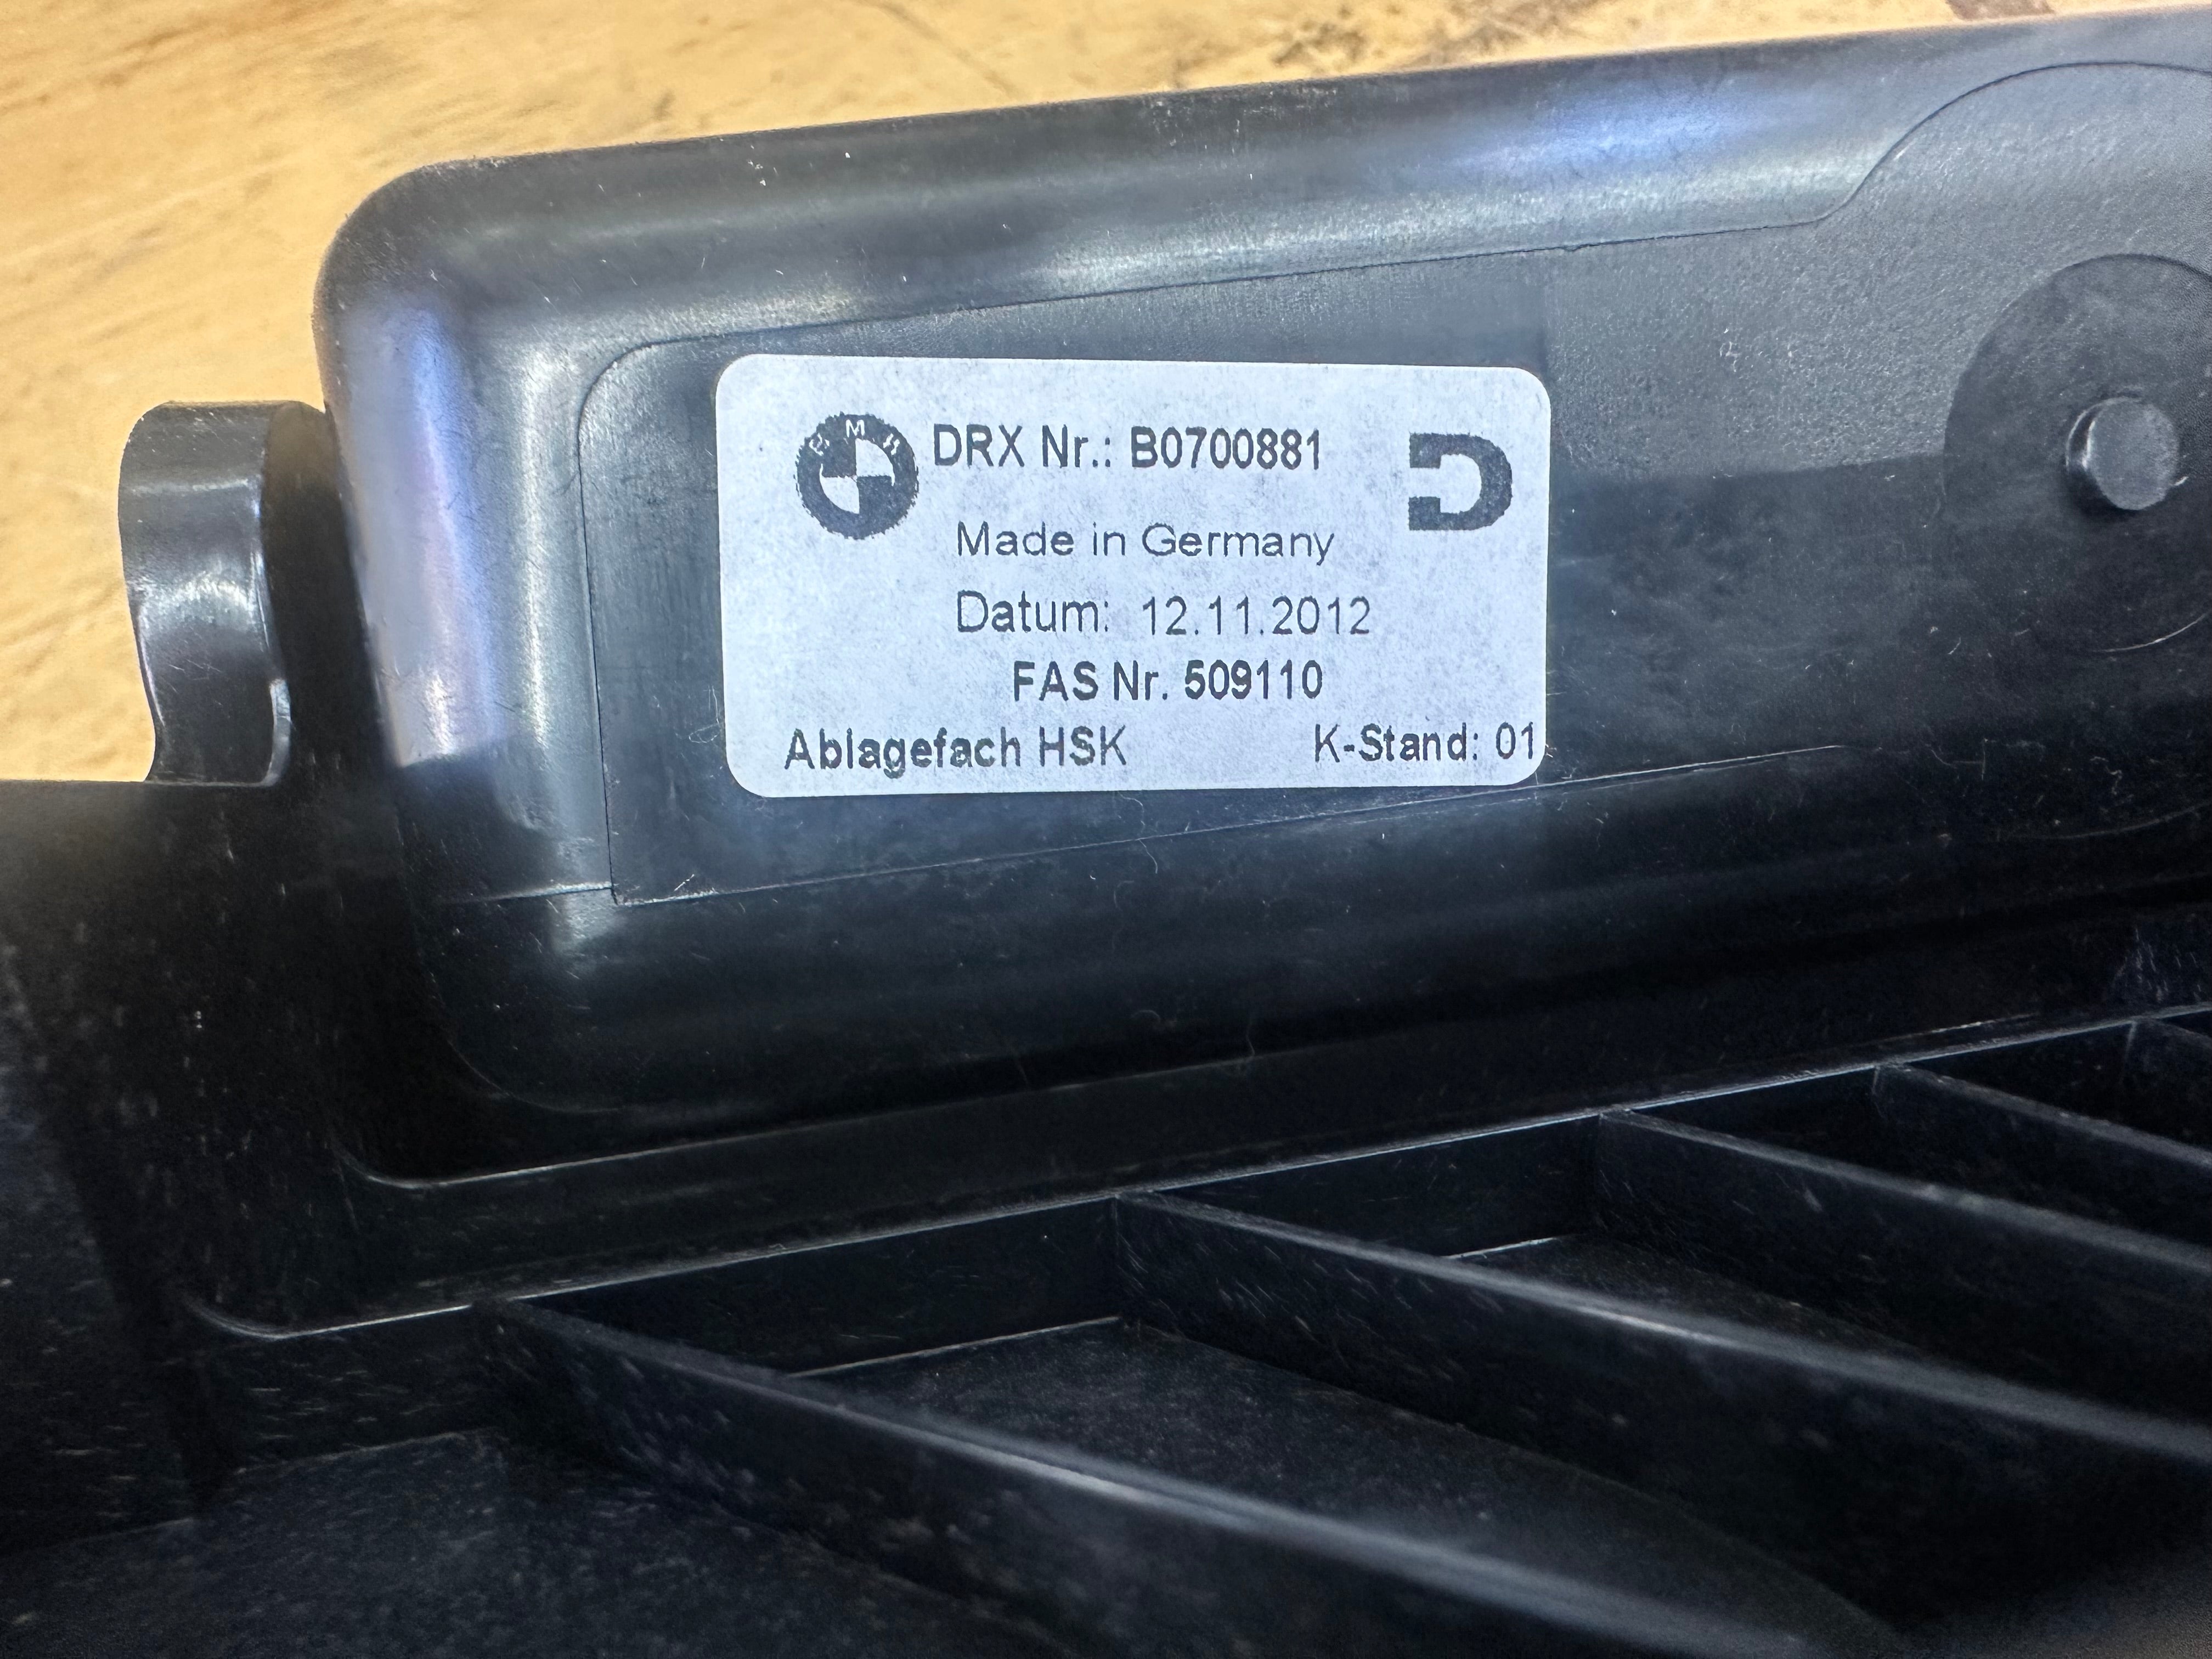 BMW DRX Nr.: B0700881 D
Made in Germany
Datum: 12.11.2012
FAS Nr. 509110
Ablagefach HSK K-Stand: 01